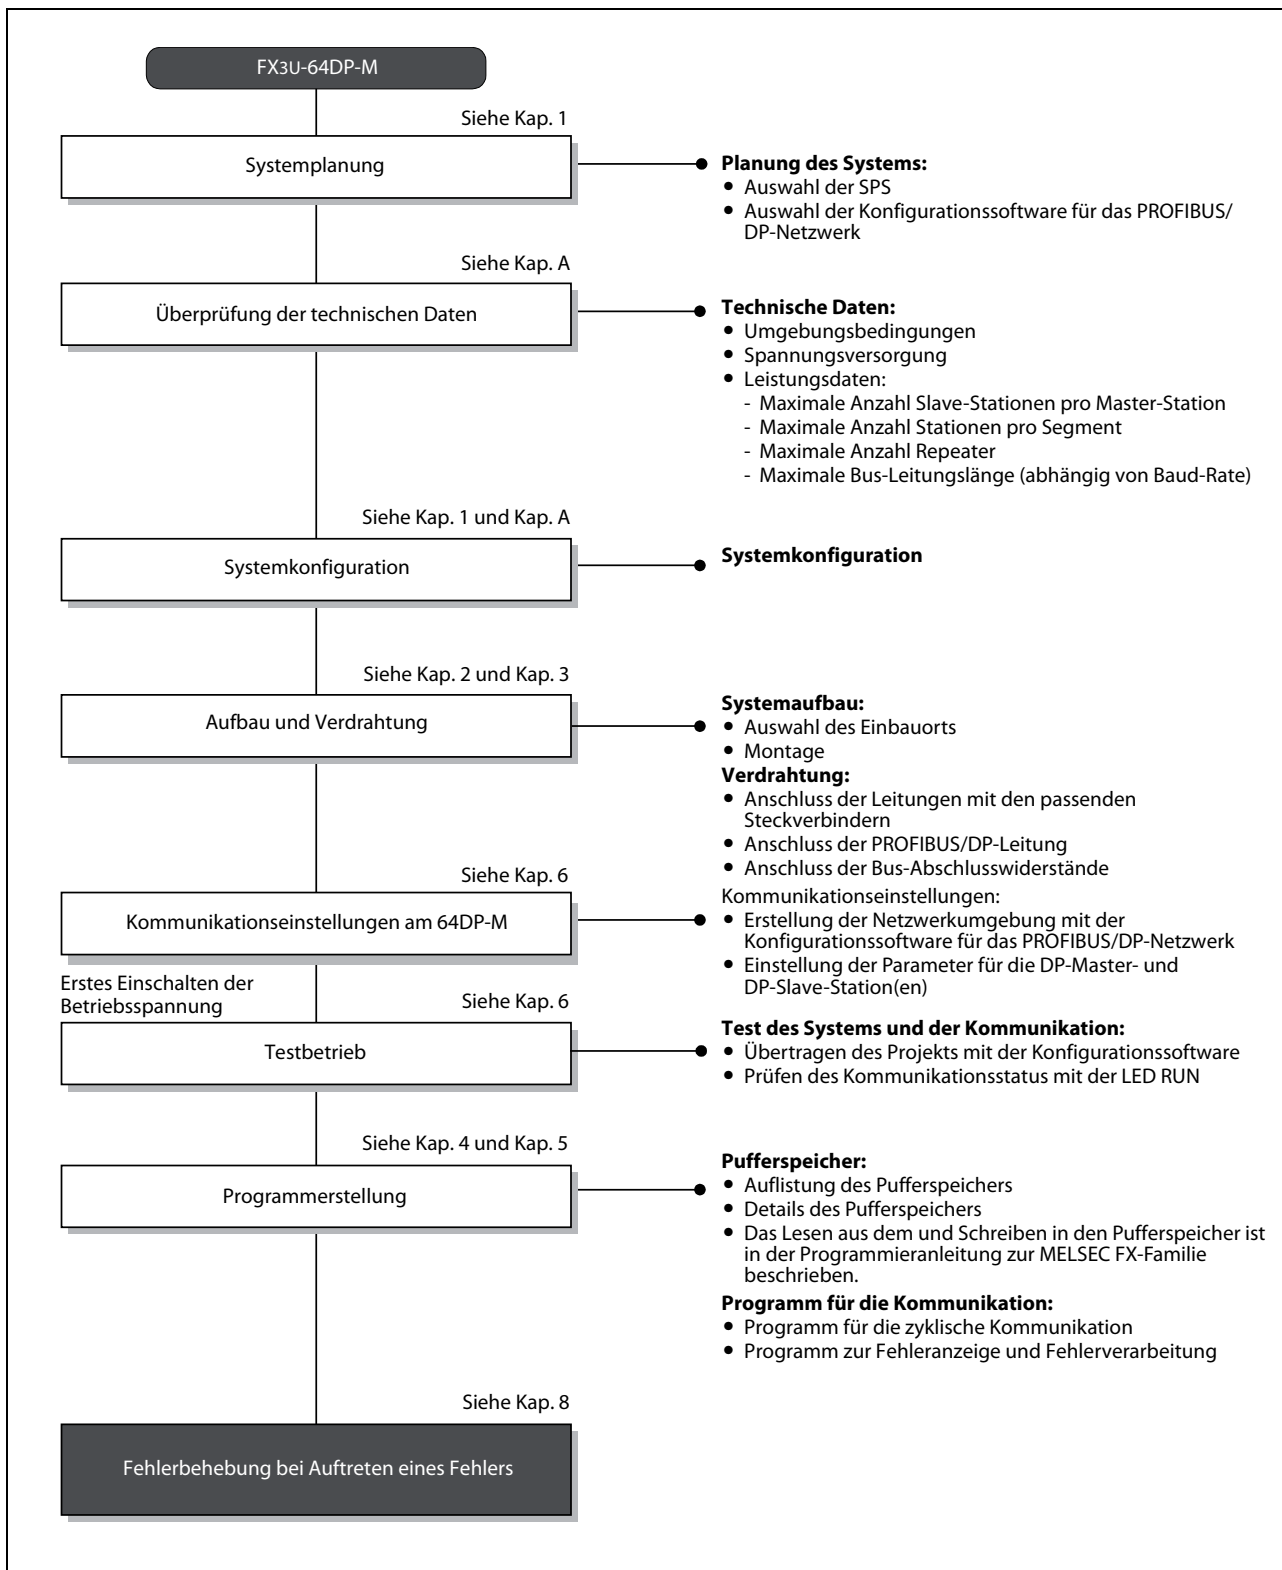 FX3U-64DP-M
Siehe Kap. 1
Systemplanung
Planung des Systems:
• Auswahl der SPS
• Auswahl der Konfigurationssoftware für das PROFIBUS/
DP-Netzwerk
Siehe Kap. A
Überprüfung der technischen Daten
Technische Daten:
• Umgebungsbedingungen
• Spannungsversorgung
• Leistungsdaten:
- Maximale Anzahl Slave-Stationen pro Master-Station
- Maximale Anzahl Stationen pro Segment
- Maximale Anzahl Repeater
- Maximale Bus-Leitungslänge (abhängig von Baud-Rate)
Siehe Kap. 1 und Kap. A
Systemkonfiguration
Systemkonfiguration
Siehe Kap. 2 und Kap. 3
Aufbau und Verdrahtung
Systemaufbau:
• Auswahl des Einbauorts
• Montage
Verdrahtung:
• Anschluss der Leitungen mit den passenden
Steckverbindern
• Anschluss der PROFIBUS/DP-Leitung
• Anschluss der Bus-Abschlusswiderstände
Siehe Kap. 6
Kommunikationseinstellungen am 64DP-M
Kommunikationseinstellungen:
• Erstellung der Netzwerkumgebung mit der
Konfigurationssoftware für das PROFIBUS/DP-Netzwerk
• Einstellung der Parameter für die DP-Master- und
DP-Slave-Station(en)
Erstes Einschalten der
Betriebsspannung
Siehe Kap. 6
Testbetrieb
Test des Systems und der Kommunikation:
• Übertragen des Projekts mit der Konfigurationssoftware
• Prüfen des Kommunikationsstatus mit der LED RUN
Siehe Kap. 4 und Kap. 5
Programmerstellung
Pufferspeicher:
• Auflistung des Pufferspeichers
• Details des Pufferspeichers
• Das Lesen aus dem und Schreiben in den Pufferspeicher ist
in der Programmieranleitung zur MELSEC FX-Familie
beschrieben.
Programm für die Kommunikation:
• Programm für die zyklische Kommunikation
• Programm zur Fehleranzeige und Fehlerverarbeitung
Siehe Kap. 8
Fehlerbehebung bei Auftreten eines Fehlers